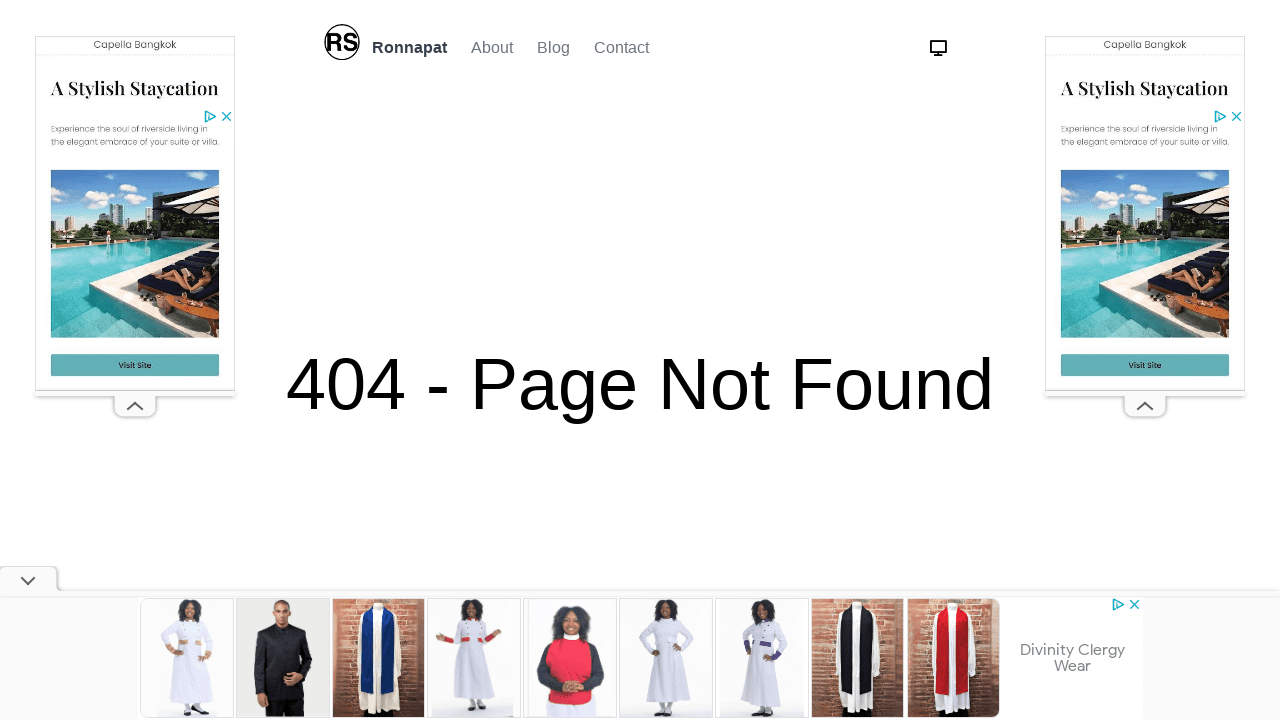 RS Ronnapat About Blog Contact
Capella Bangkok
A Stylish Staycation
Experience the soul of riverside living in
the elegant embrace of your suite or villa.
Visit Site
Capella Bangkok
A Stylish Staycation
Experience the soul of riverside living in
the elegant embrace of your suite or villa.
Visit Site
404 - Page Not Found
Divinity Clergy
Wear